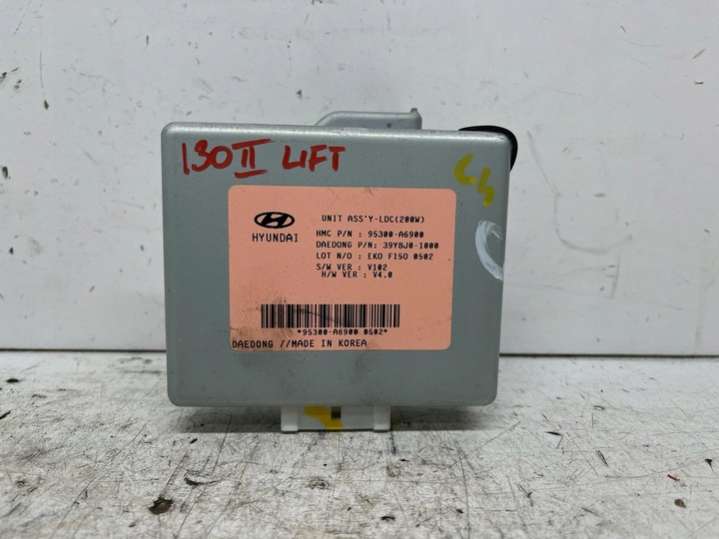 I30 II LIFT
HYUNDAI
UNIT ASS'Y-LDC(200W)
HMC P/N : 95300-A6900
DAEDONG P/N: 39Y8J0-1000
LOT N/O : EKO F150 0502
S/W VER : V102
H/W VER : V4.0
*95300-A6900 0502*
DAEDONG //MADE IN KOREA